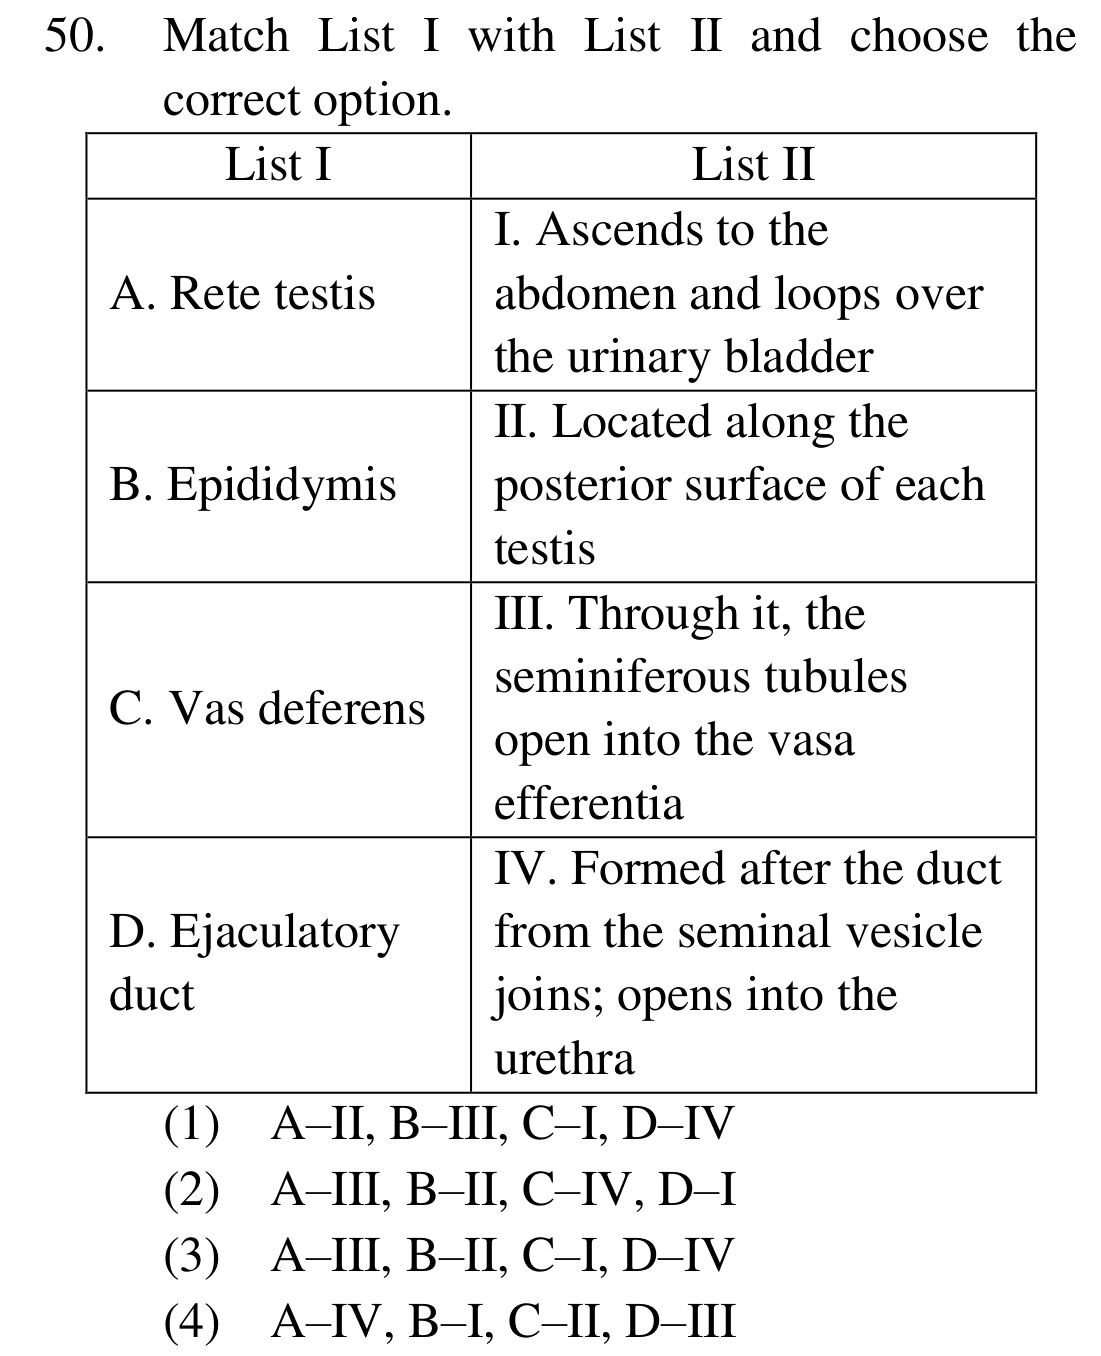 50. Match List I with List II and choose the
correct option.
List I
List II
A. Rete testis
I. Ascends to the
abdomen and loops over
the urinary bladder
B. Epididymis
II. Located along the
posterior surface of each
testis
C. Vas deferens
III. Through it, the
seminiferous tubules
open into the vasa
efferentia
D. Ejaculatory
duct
IV. Formed after the duct
from the seminal vesicle
joins; opens into the
urethra
(1) A–II, B–III, C–I, D–IV
(2) A–III, B–II, C–IV, D–I
(3) A–III, B–II, C–I, D–IV
(4) A–IV, B–I, C–II, D–III